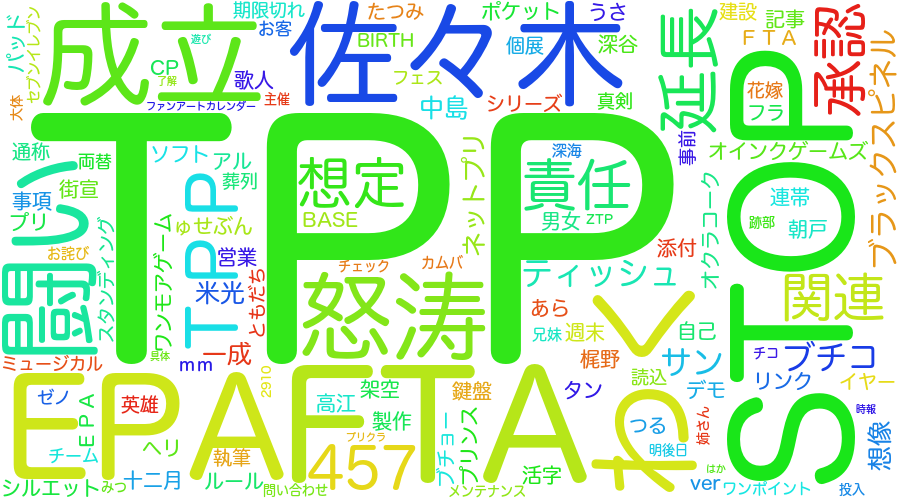 パッド
セブンイレブン
成立
期限切れ
お客
遊び
CP
了解
歌人
ファンアートカレンダー
主催
大体
佐々木
たつみ
BIRTH
フェス
ポケット
個展
うさ
深谷
中島
シリーズ
真剣
延長
建設
記事
FTA
承認
ピネル
花嫁
フラ
事前
オインクゲームズ
ブラックスピネル
通称
両替
ソフト
アル
葬列
街宣
事項
プリ
闘い
お詫び
スタンディング
ワンモアゲーム
TPP
TPP
ゅせぶん
営業
米光
ともだち
一成
mm
具体
ミュージカル
想定
BASE
怒涛
チェック
カムバ
ネットプリ
責任
深海
男女
ZTP
ティッシュ
添付
オクラコーク
あら
兄妹
週末
梶野
自己
サン
STOP
連帯
跡部
朝戸
関連
チコ
ブチコ
リンク
イヤー
EPA
FTA
ゼノ
EPA
英雄
チーム
ヘリ
シルエット
みつ
十二月
執筆
ルール
2910
高江
架空
製作
プリクラ
457
問い合わせ
鍵盤
ブチョー
プリンス
メンテナンス
タン
活字
わく
読込
デモ
つる
姉さん
明後日
ver
はか
ワンポイント
想像
時報
投入